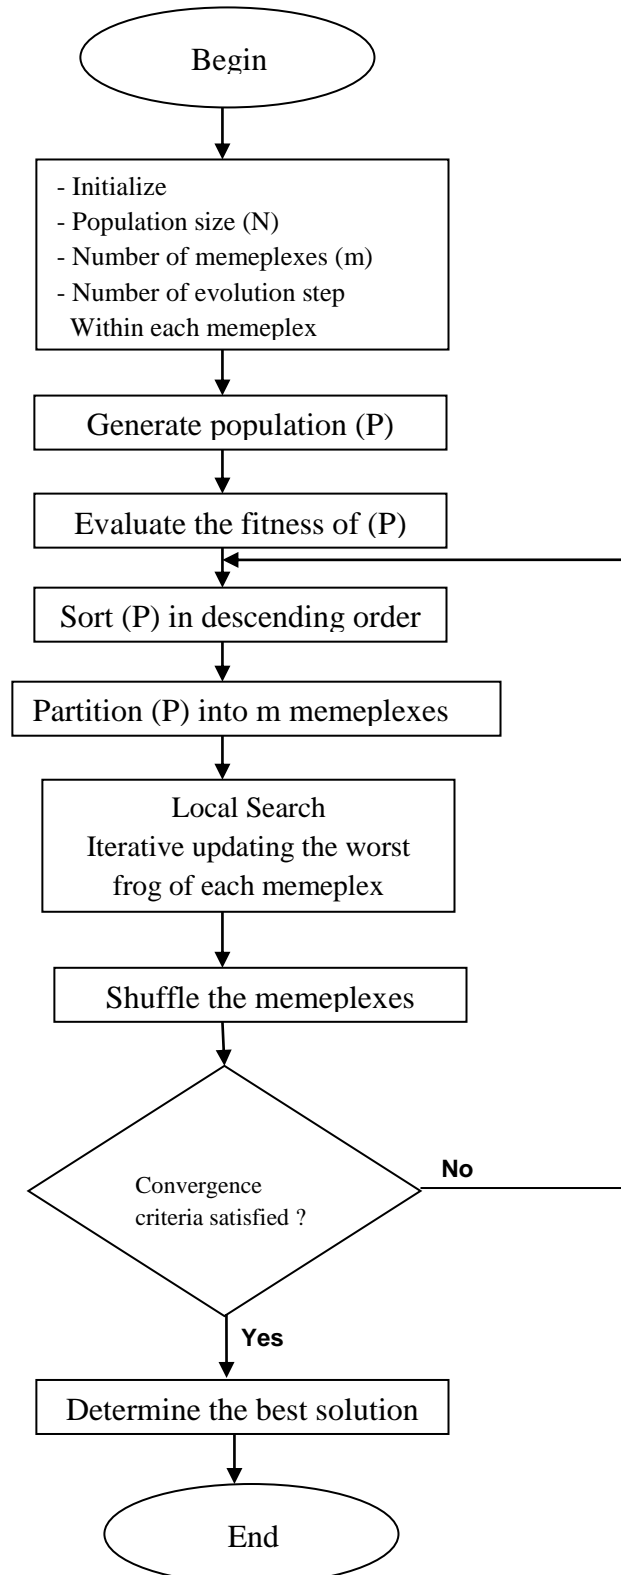 Begin
- Initialize
- Population size (N)
- Number of memeplexes (m)
- Number of evolution step
Within each memeplex
Generate population (P)
Evaluate the fitness of (P)
Sort (P) in descending order
Partition (P) into m memeplexes
Local Search
Iterative updating the worst
frog of each memeplex
Shuffle the memeplexes
No
Convergence
criteria satisfied ?
Yes
Determine the best solution
End